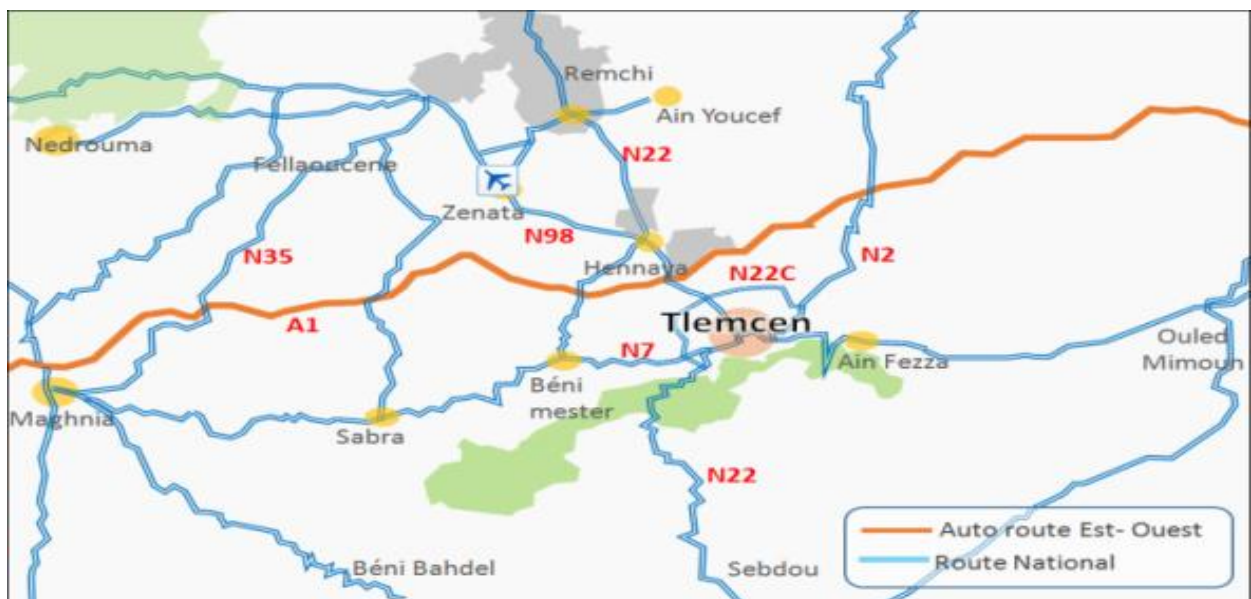 Remchi
Ain Youcef
Nedrouma
Fellaoucene
N22
Zenata
N98
Hennaya
N35
N22C
N2
A1
Tlemcen
N7
Ain Fezza
Ouled
Mimoun
Béni
mester
Maghnia
Sabra
N22
Béni Bahdel
Sebdou
Auto route Est- Ouest
Route National